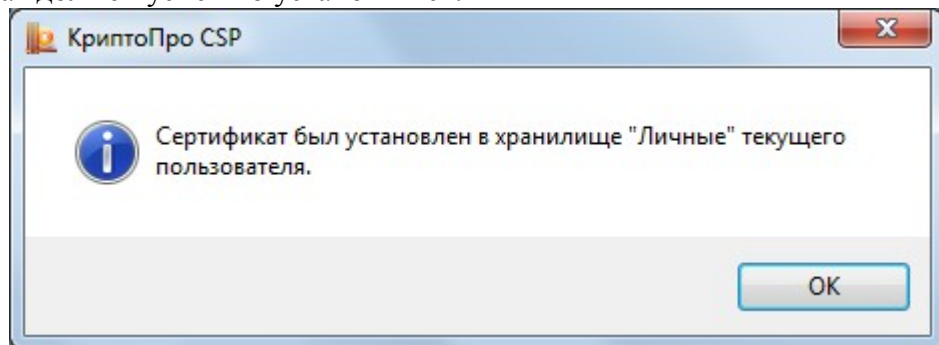 КриптоПро CSP
Сертификат был установлен в хранилище "Личные" текущего
пользователя.
OK